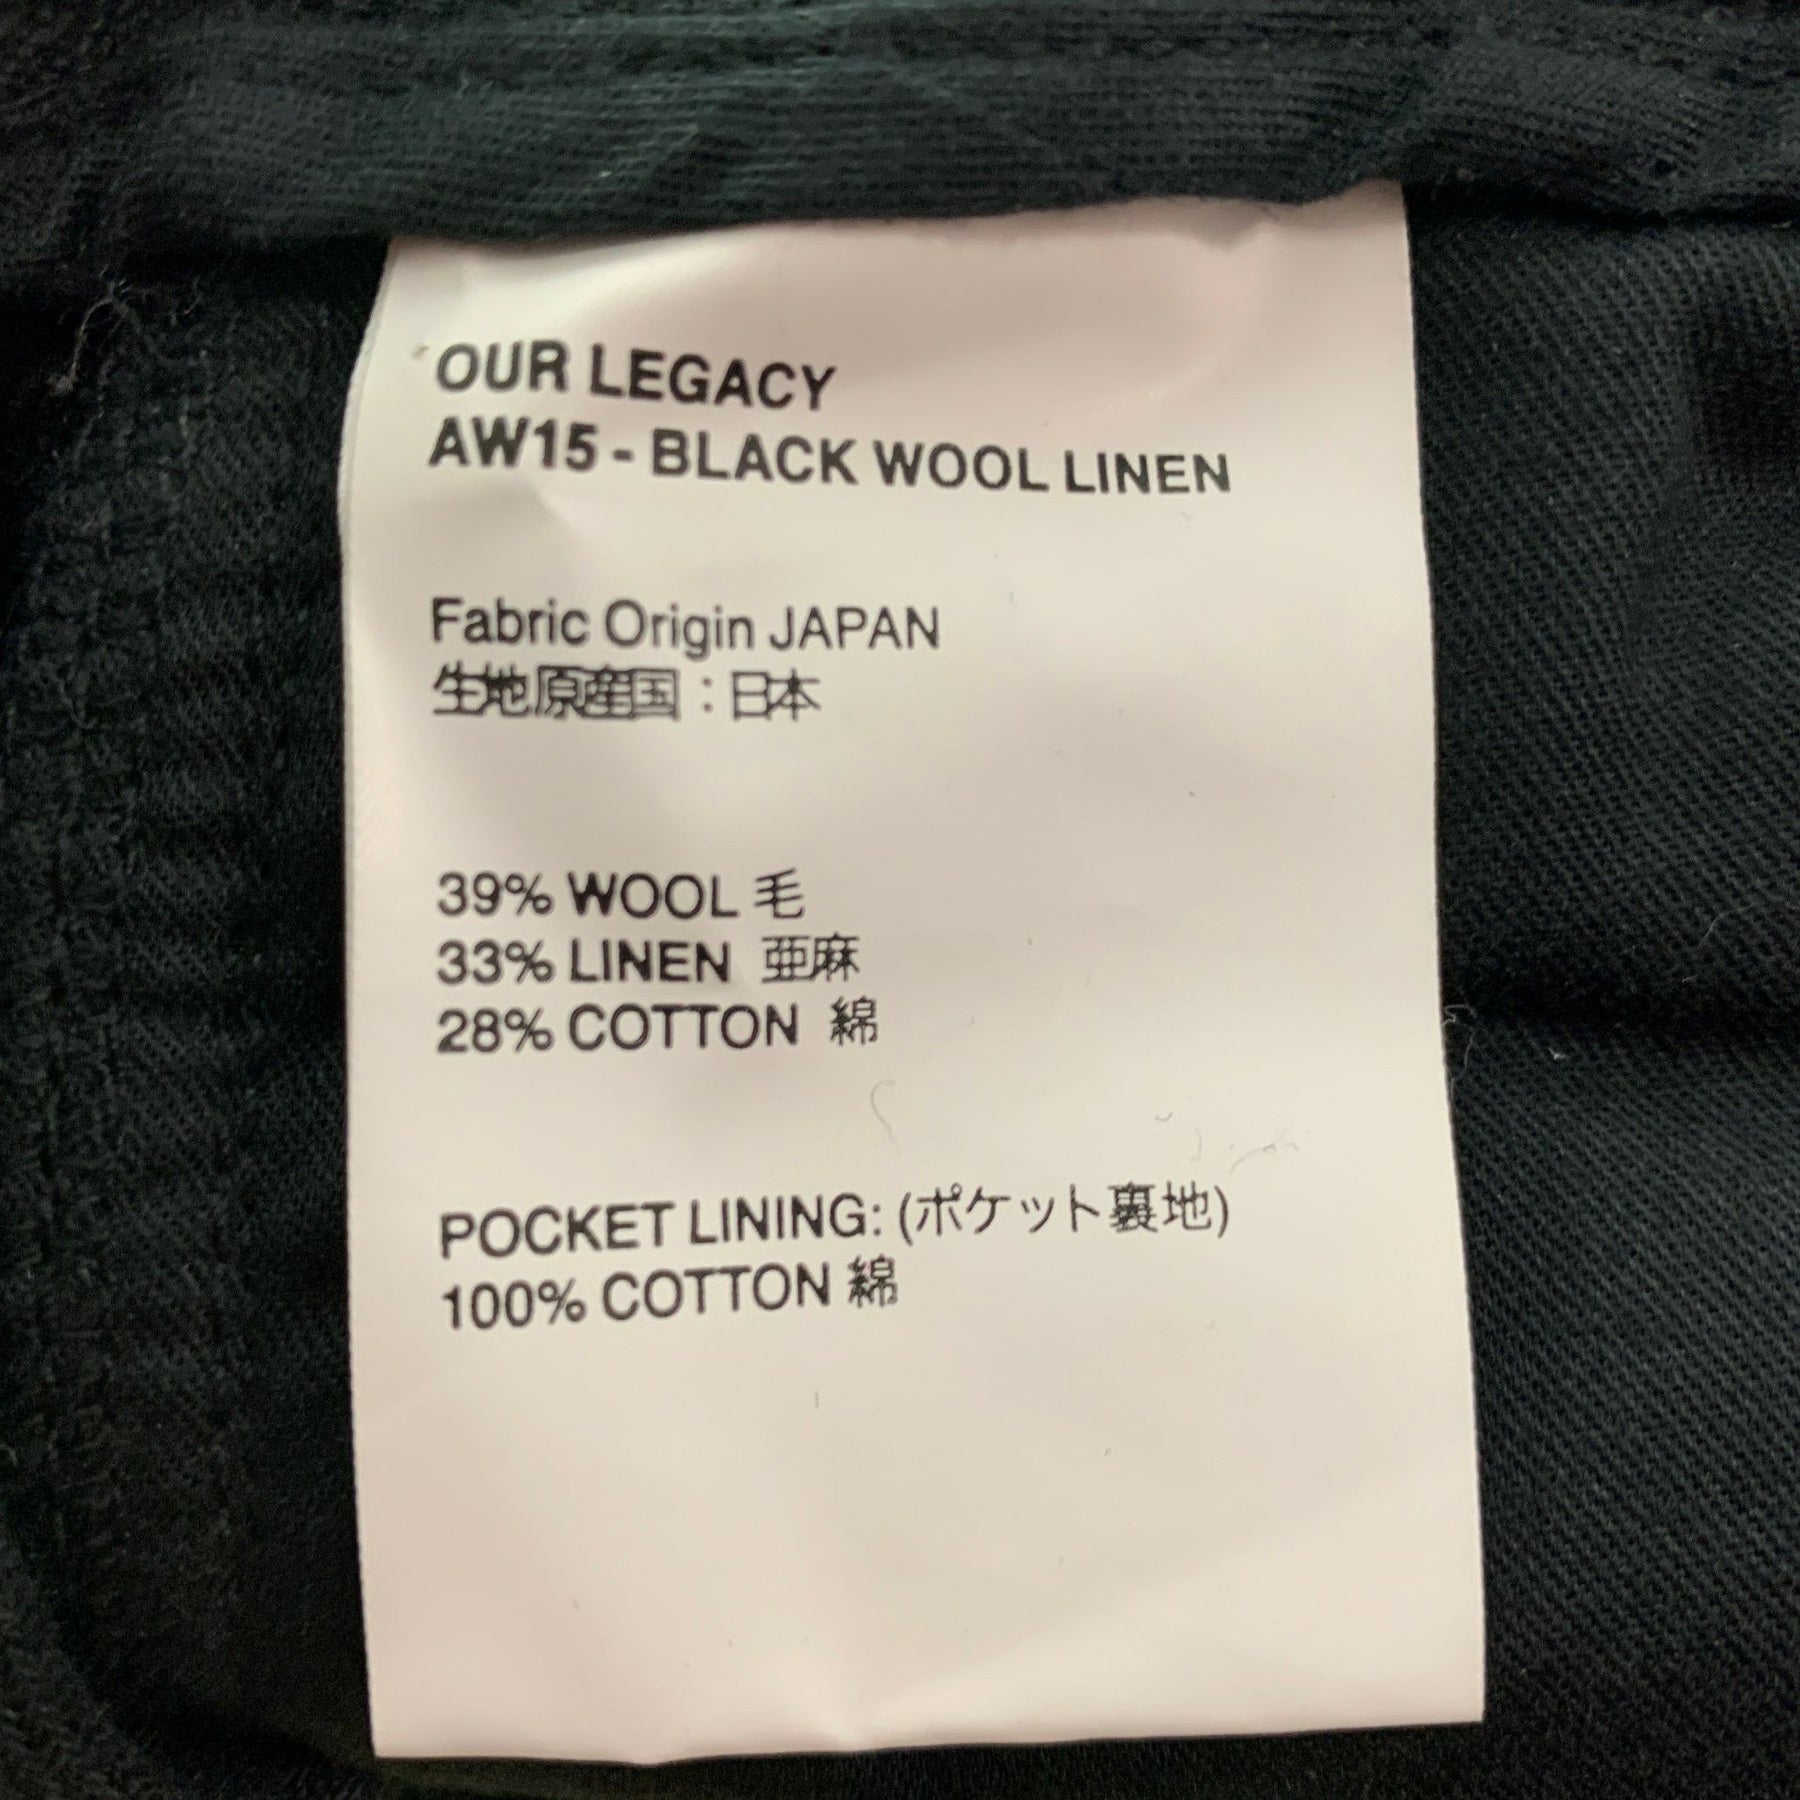 OUR LEGACY
AW15 - BLACK WOOL LINEN
Fabric Origin JAPAN
生地原産国：日本
39% WOOL 毛
33% LINEN 亜麻
28% COTTON 綿
POCKET LINING: (ポケット裏地)
100% COTTON 綿